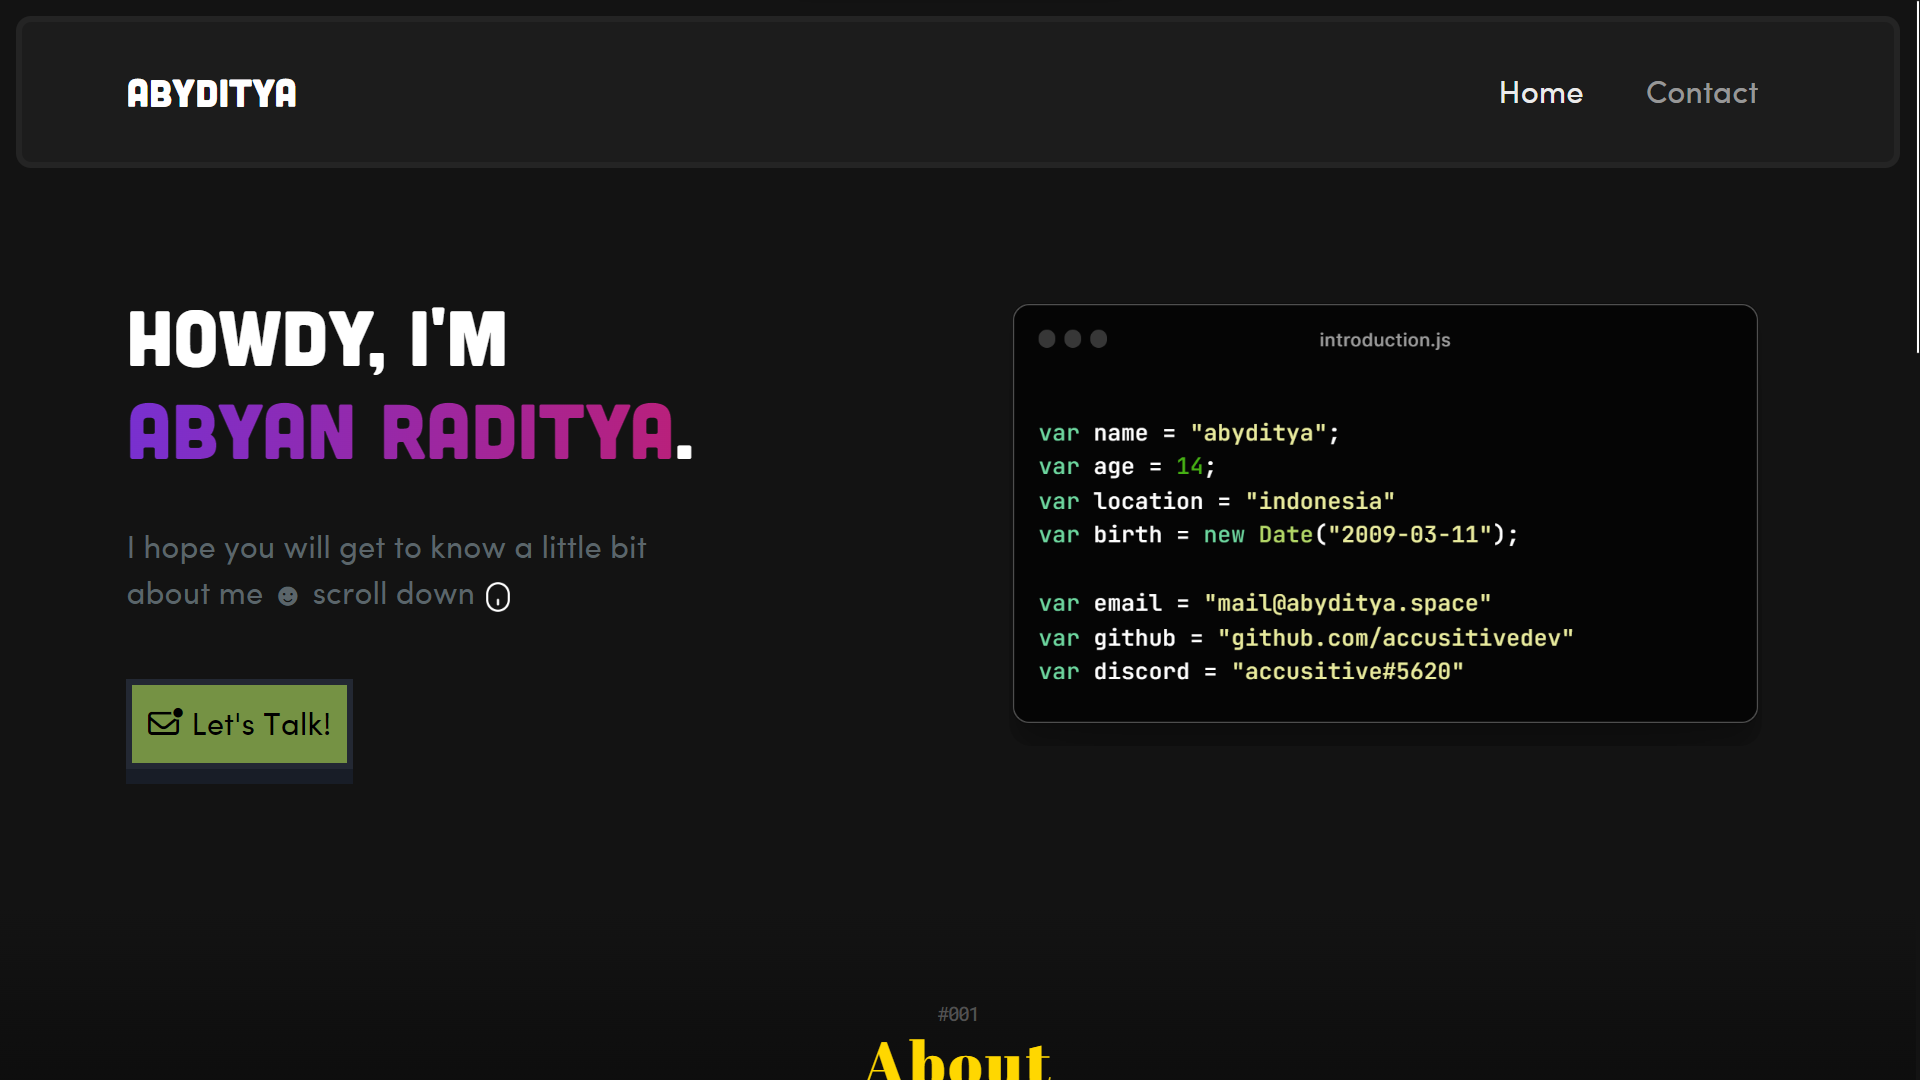 ABYDITYA
Home
Contact
HOWDY, I'M
ABYAN RADITYA.
I hope you will get to know a little bit
about me ☻ scroll down
Let's Talk!
introduction.js
var name = "abyditya";
var age = 14;
var location = "indonesia"
var birth = new Date("2009-03-11");
var email = "mail@abyditya.space"
var github = "github.com/accusitivedev"
var discord = "accusitive#5620"
#001
About